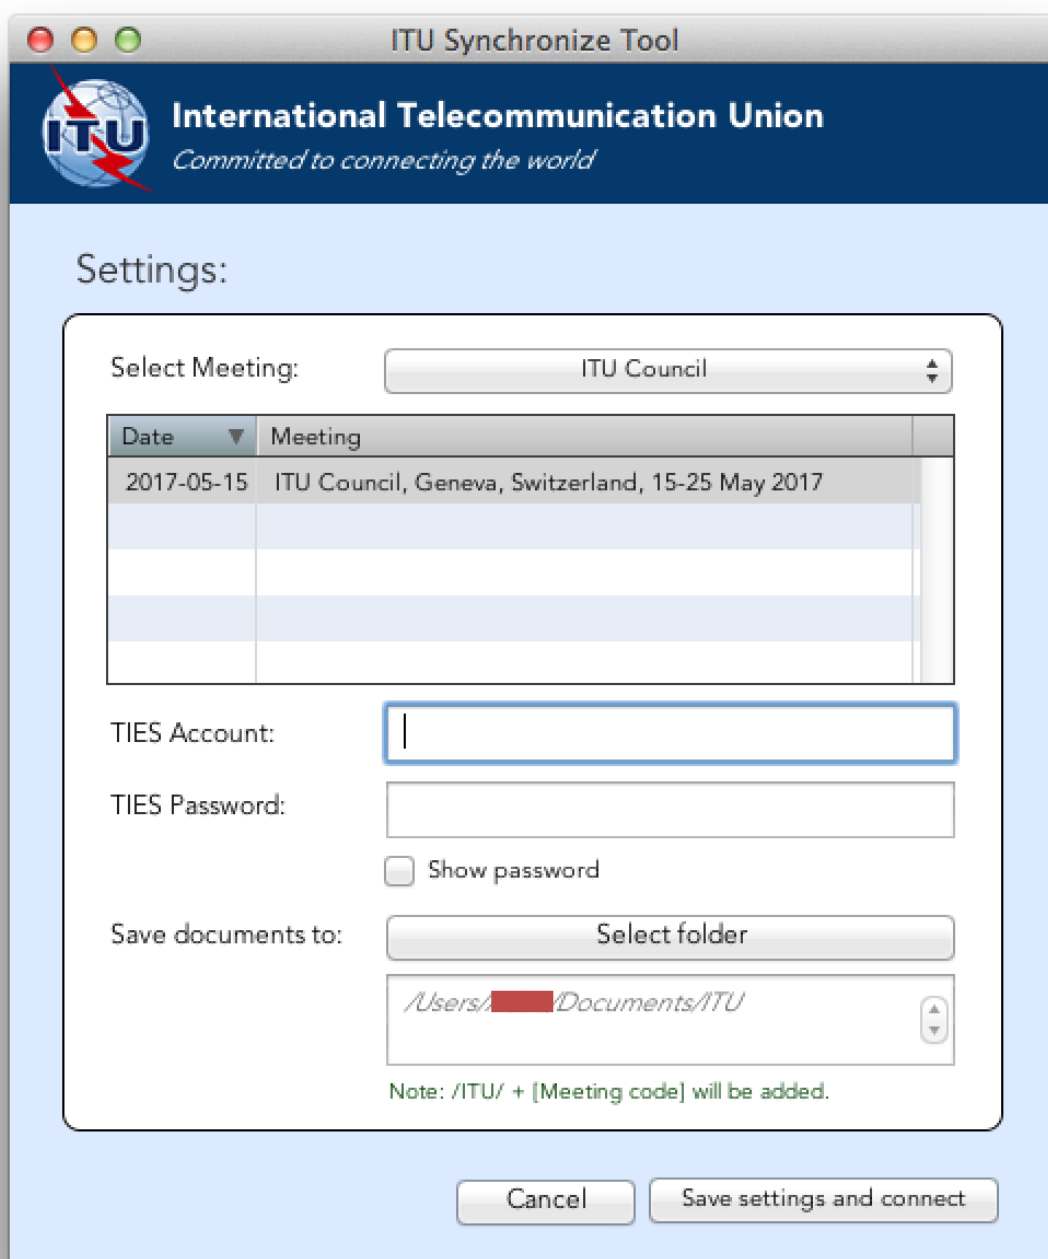 ITU Synchronize Tool
ITU
International Telecommunication Union
Committed to connecting the world
Settings:
Select Meeting: ITU Council
Date Meeting
2017-05-15 ITU Council, Geneva, Switzerland, 15-25 May 2017
TIES Account:
TIES Password:
Show password
Save documents to: Select folder
/Users/ /Documents/ITU
Note: /ITU/ + [Meeting code] will be added.
Cancel Save settings and connect